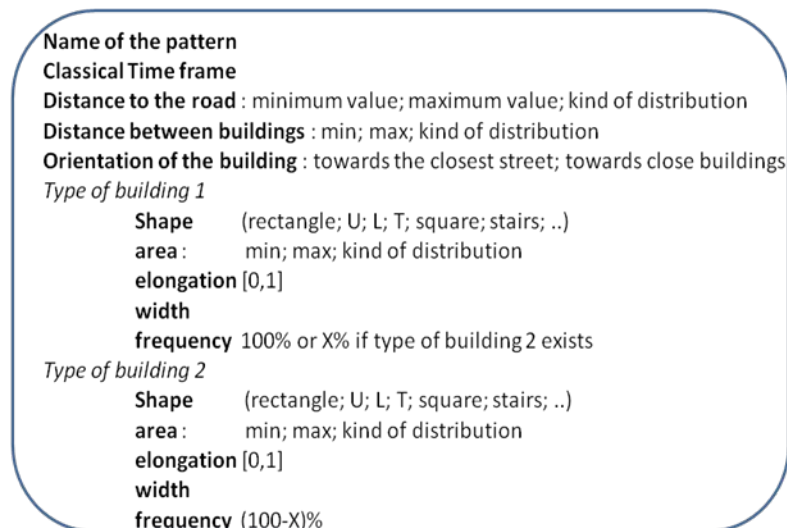 Name of the pattern
Classical Time frame
Distance to the road : minimum value; maximum value; kind of distribution
Distance between buildings : min; max; kind of distribution
Orientation of the building : towards the closest street; towards close buildings
Type of building 1
Shape (rectangle; U; L; T; square; stairs; ..)
area : min; max; kind of distribution
elongation [0,1]
width
frequency 100% or X% if type of building 2 exists
Type of building 2
Shape (rectangle; U; L; T; square; stairs; ..)
area : min; max; kind of distribution
elongation [0,1]
width
frequency (100-X)%